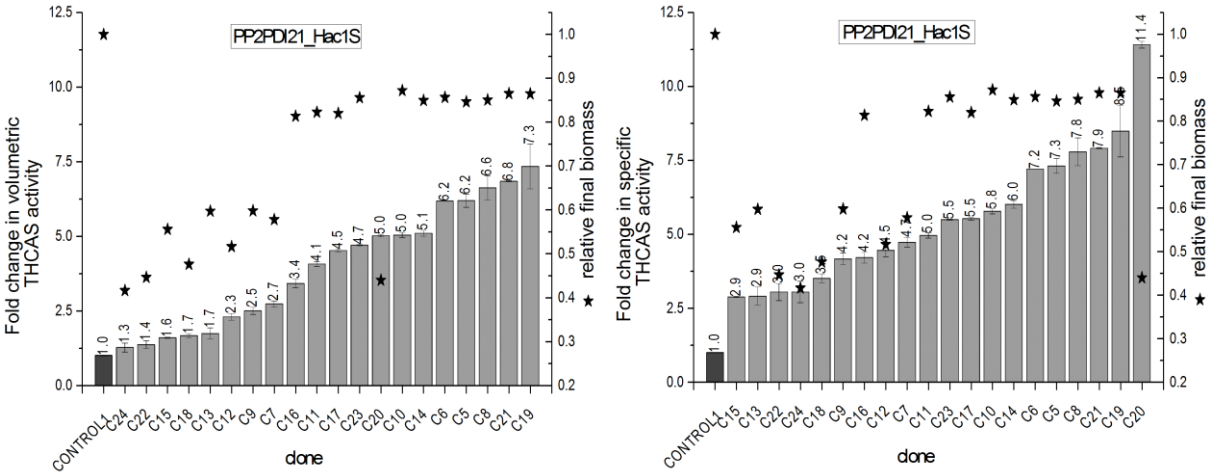 PP2PDI21_Hac1S
12.5
10.0
7.5
5.0
2.5
0.0
Fold change in volumetric
THCAS activity
1.0
1.3
1.4
1.6
1.7
1.7
2.3
2.5
2.7
3.4
4.1
4.5
4.7
5.0
5.0
5.1
6.2
6.2
6.6
6.8
7.3
1.0
0.9
0.8
0.7
0.6
0.5
0.4
0.3
0.2
★ relative final biomass
CONTROL1
C24
C22
C15
C18
C13
C12
C9
C7
C16
C11
C17
C23
C20
C10
C14
C6
C5
C8
C21
C19
clone
PP2PDI21_Hac1S
12.5
10.0
7.5
5.0
2.5
0.0
Fold change in specific
THCAS activity
1.0
2.9
2.9
3.0
3.0
3.5
4.2
4.2
4.5
4.7
5.0
5.5
5.5
5.8
6.0
7.2
7.3
7.8
7.9
11.4
1.0
0.9
0.8
0.7
0.6
0.5
0.4
0.3
0.2
★ relative final biomass
CONTROL1
C15
C13
C22
C24
C18
C9
C16
C12
C7
C11
C23
C17
C10
C14
C6
C5
C8
C21
C19
C20
clone